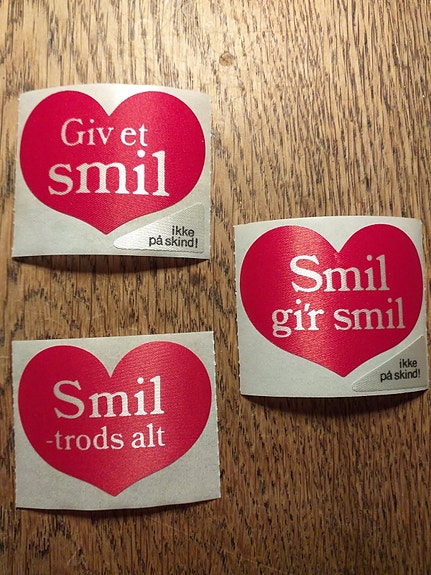 Giv et
smil
ikke
på skind!
Smil
gi'r smil
ikke
på skind!
Smil
-trods alt